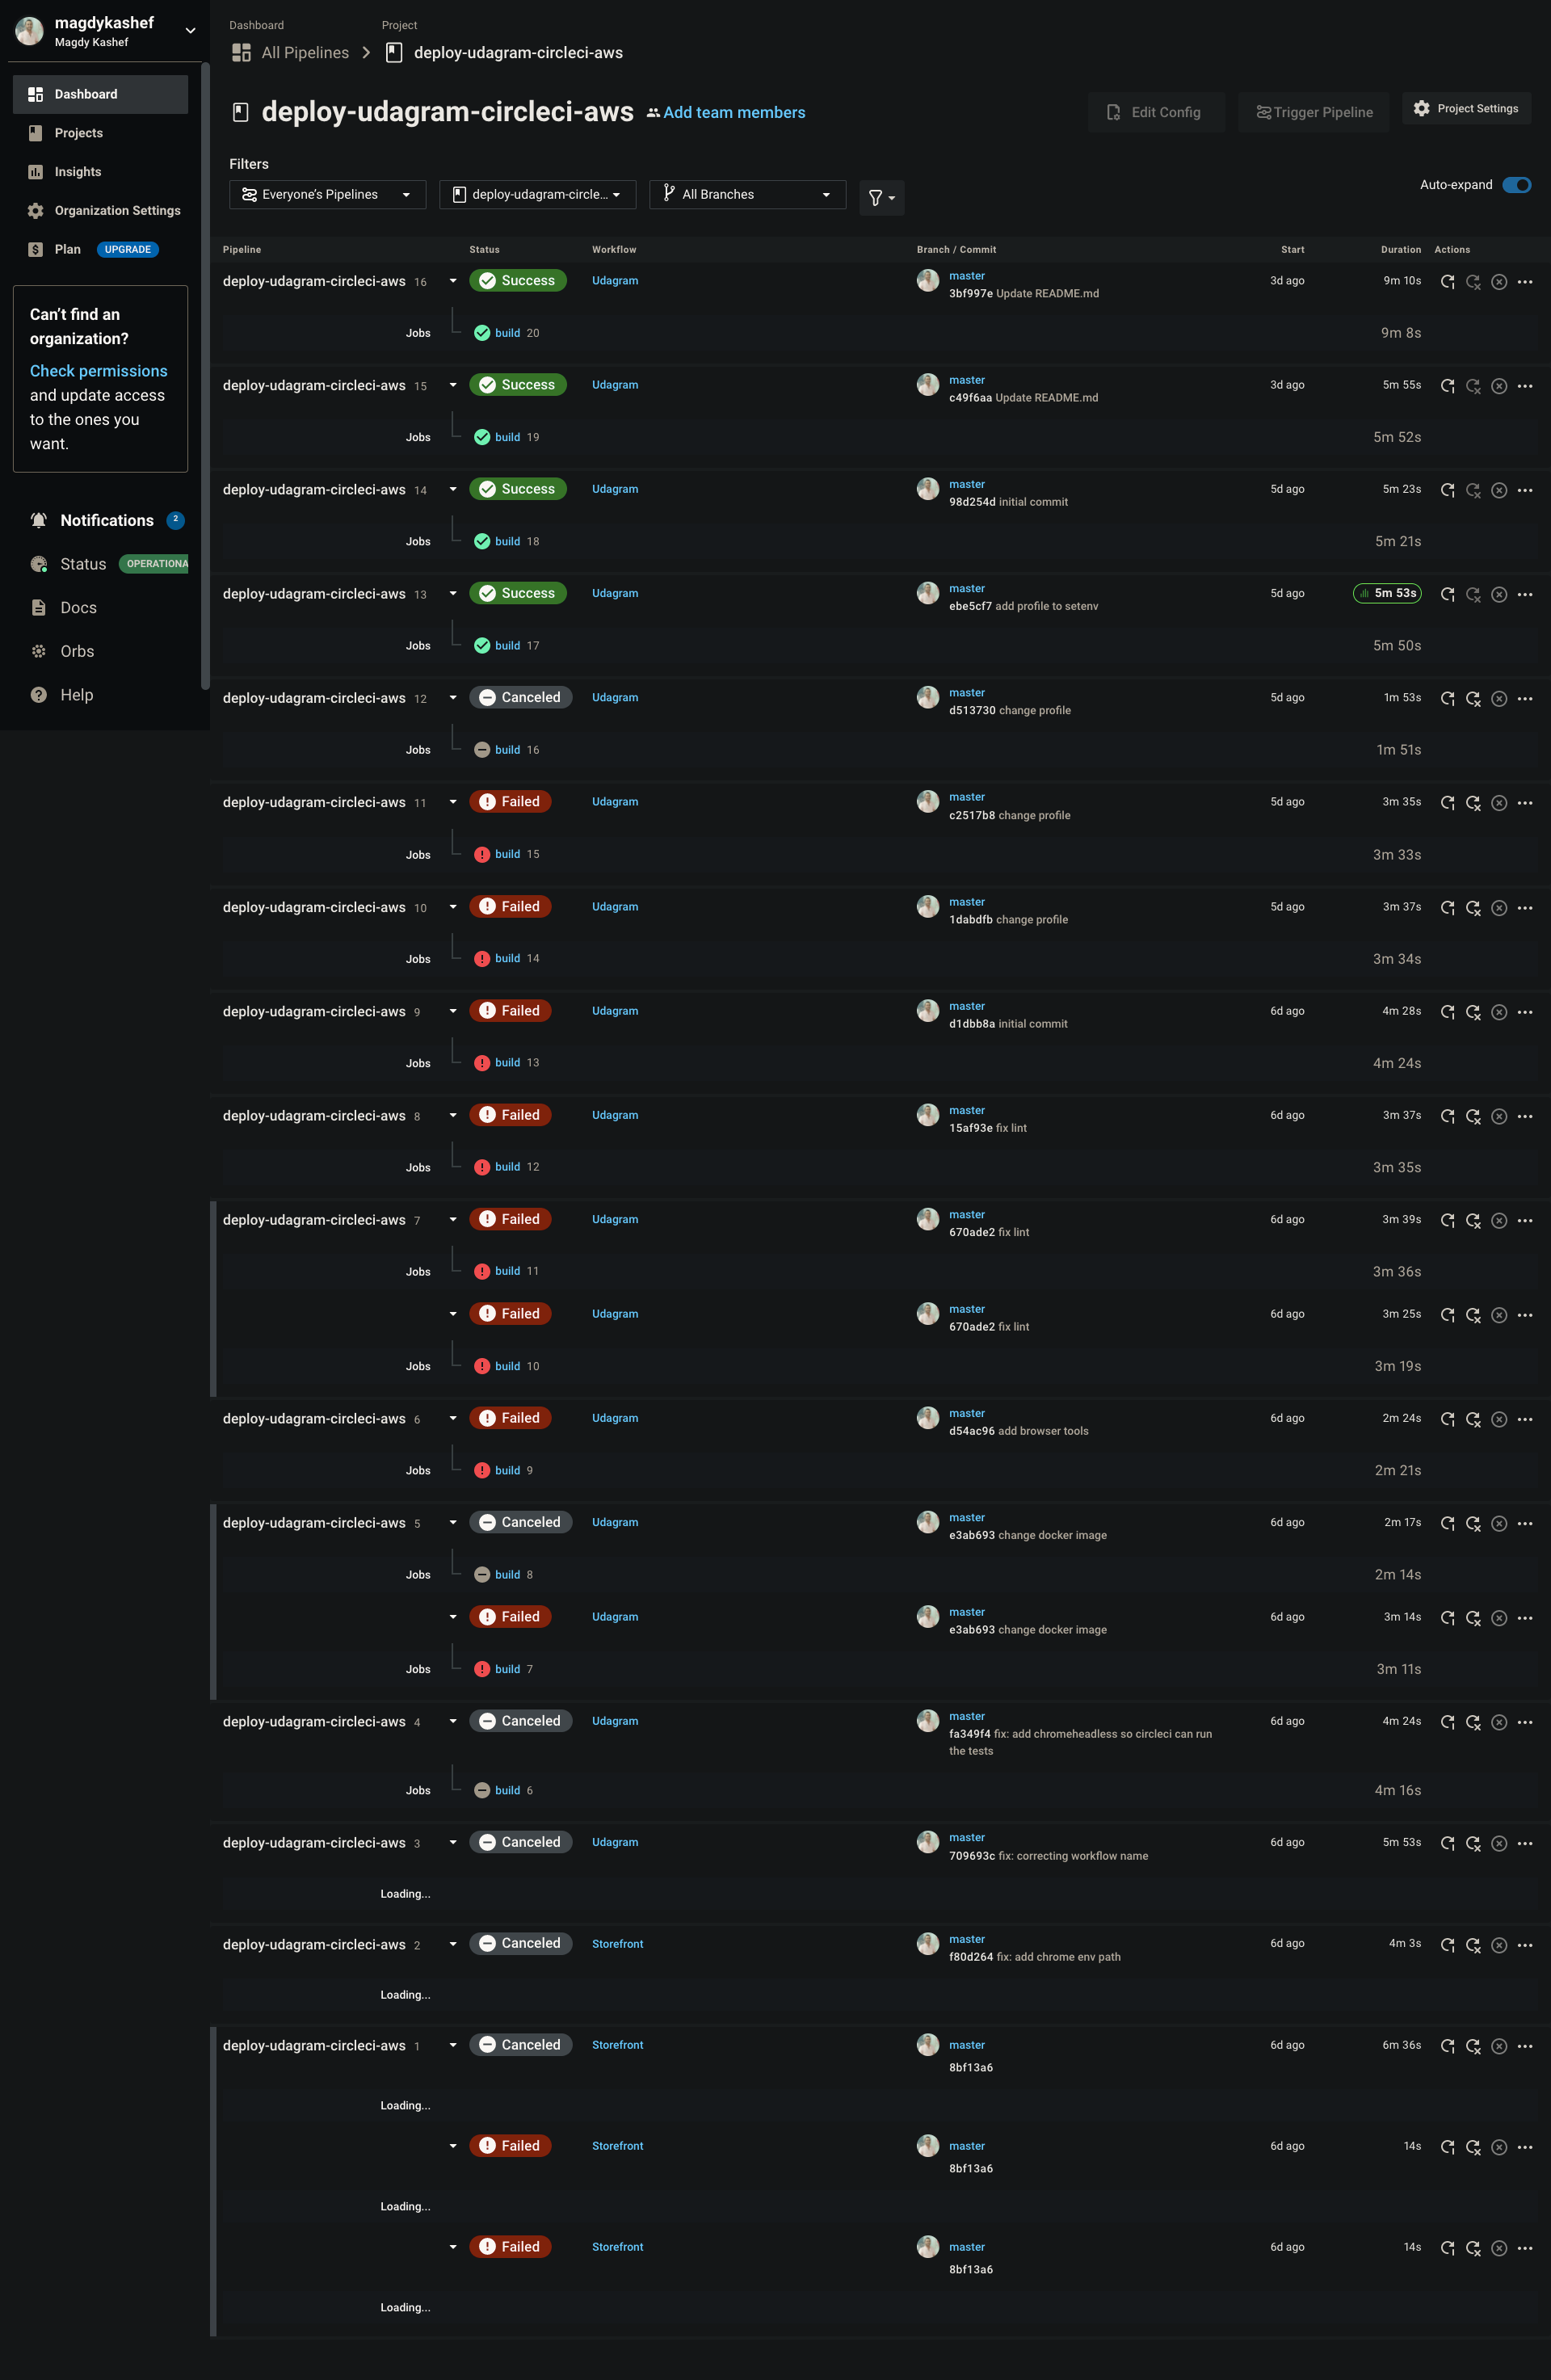 magdykashef
Magdy Kashef
Dashboard
Projects
Insights
Organization Settings
$ Plan UPGRADE
Can't find an
organization?
Check permissions
and update access
to the ones you
want.
Notifications 2
Status OPERATIONA
Docs
Orbs
? Help
Dashboard Project
All Pipelines deploy-udagram-circleci-aws
deploy-udagram-circleci-aws Add team members Edit Config Trigger Pipeline Project Settings
Filters
Everyone's Pipelines deploy-udagram-circle... All Branches Auto-expand
Pipeline Status Workflow Branch / Commit Start Duration Actions
deploy-udagram-circleci-aws 16 Success Udagram master 3d ago 9m 10s
3bf997e Update README.md
Jobs build 20 9m 8s
deploy-udagram-circleci-aws 15 Success Udagram master 3d ago 5m 55s
c49f6aa Update README.md
Jobs build 19 5m 52s
deploy-udagram-circleci-aws 14 Success Udagram master 5d ago 5m 23s
98d254d initial commit
Jobs build 18 5m 21s
deploy-udagram-circleci-aws 13 Success Udagram master 5d ago 5m 53s
ebe5cf7 add profile to setenv
Jobs build 17 5m 50s
deploy-udagram-circleci-aws 12 Canceled Udagram master 5d ago 1m 53s
d513730 change profile
Jobs build 16 1m 51s
deploy-udagram-circleci-aws 11 Failed Udagram master 5d ago 3m 35s
c2517b8 change profile
Jobs build 15 3m 33s
deploy-udagram-circleci-aws 10 Failed Udagram master 5d ago 3m 37s
1dabdfb change profile
Jobs build 14 3m 34s
deploy-udagram-circleci-aws 9 Failed Udagram master 6d ago 4m 28s
d1dbb8a initial commit
Jobs build 13 4m 24s
deploy-udagram-circleci-aws 8 Failed Udagram master 6d ago 3m 37s
15af93e fix lint
Jobs build 12 3m 35s
deploy-udagram-circleci-aws 7 Failed Udagram master 6d ago 3m 39s
670ade2 fix lint
Jobs build 11 3m 36s
Failed Udagram master 6d ago 3m 25s
670ade2 fix lint
Jobs build 10 3m 19s
deploy-udagram-circleci-aws 6 Failed Udagram master 6d ago 2m 24s
d54ac96 add browser tools
Jobs build 9 2m 21s
deploy-udagram-circleci-aws 5 Canceled Udagram master 6d ago 2m 17s
e3ab693 change docker image
Jobs build 8 2m 14s
Failed Udagram master 6d ago 3m 14s
e3ab693 change docker image
Jobs build 7 3m 11s
deploy-udagram-circleci-aws 4 Canceled Udagram master 6d ago 4m 24s
fa349f4 fix: add chromeheadless so circleci can run
the tests
Jobs build 6 4m 16s
deploy-udagram-circleci-aws 3 Canceled Udagram master 6d ago 5m 53s
709693c fix: correcting workflow name
Loading...
deploy-udagram-circleci-aws 2 Canceled Storefront master 6d ago 4m 3s
f80d264 fix: add chrome env path
Loading...
deploy-udagram-circleci-aws 1 Canceled Storefront master 6d ago 6m 36s
8bf13a6
Loading...
Failed Storefront master 6d ago 14s
8bf13a6
Loading...
Failed Storefront master 6d ago 14s
8bf13a6
Loading...